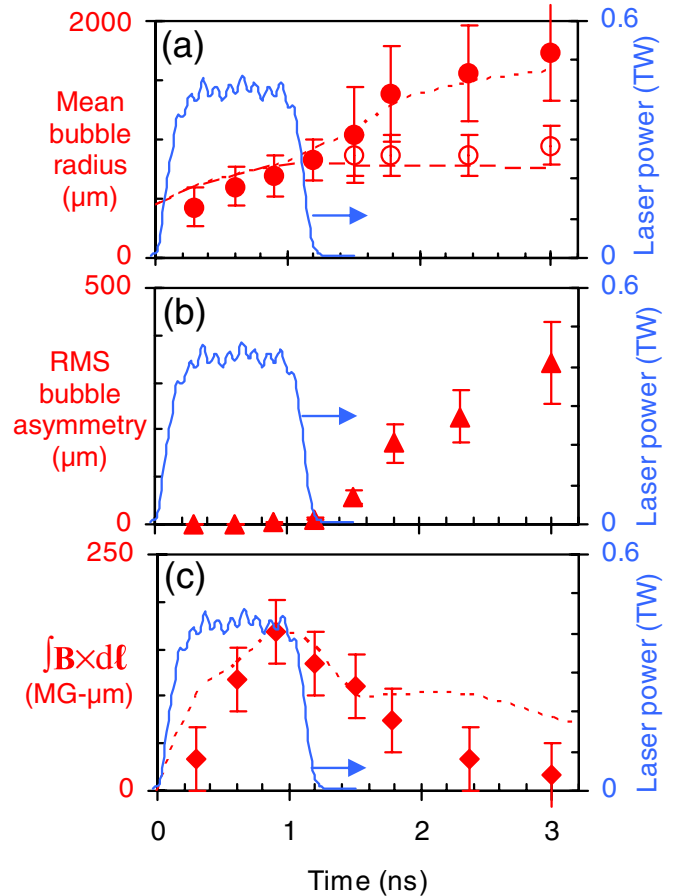 2000
(a)
0.6
Mean
bubble
radius
(µm)
Laser power (TW)
0
0
500
(b)
0.6
RMS
bubble
asymmetry
(µm)
Laser power (TW)
0
0
250
(c)
0.6
∫B×dℓ
(MG-µm)
Laser power (TW)
0
0
0
1
2
3
Time (ns)